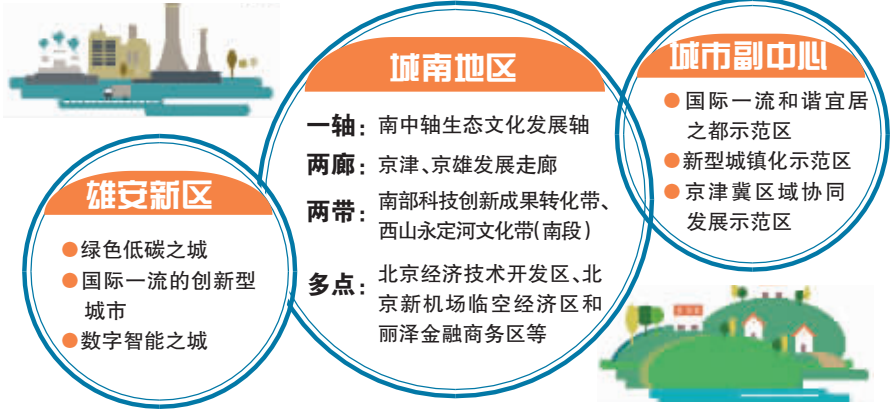 雄安新区
●绿色低碳之城
●国际一流的创新型
城市
●数字智能之城
城南地区
一轴：南中轴生态文化发展轴
两廊：京津、京雄发展走廊
两带：南部科技创新成果转化带、
西山永定河文化带(南段)
多点：北京经济技术开发区、北
京新机场临空经济区和
丽泽金融商务区等
城市副中心
●国际一流和谐宜居
之都示范区
●新型城镇化示范区
●京津冀区域协同
发展示范区